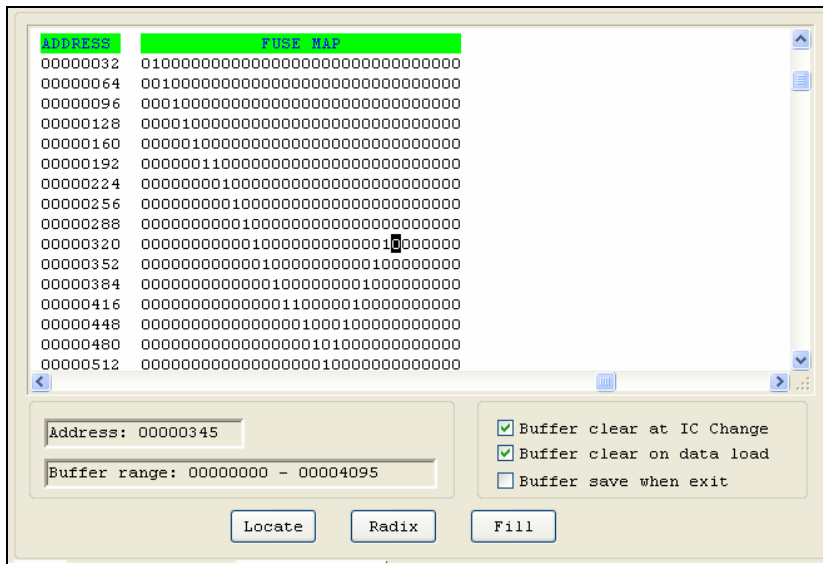 ADDRESS FUSE MAP
00000032 01000000000000000000000000000000
00000064 00100000000000000000000000000000
00000096 00010000000000000000000000000000
00000128 00001000000000000000000000000000
00000160 00000100000000000000000000000000
00000192 00000011000000000000000000000000
00000224 00000000100000000000000000000000
00000256 00000000010000000000000000000000
00000288 00000000001000000000000000000000
00000320 00000000000100000000000010000000
00000352 00000000000010000000000100000000
00000384 00000000000001000000001000000000
00000416 00000000000000110000010000000000
00000448 00000000000000001000100000000000
00000480 00000000000000000101000000000000
00000512 00000000000000000010000000000000
Address: 00000345
Buffer range: 00000000 - 00004095
Buffer clear at IC Change
Buffer clear on data load
Buffer save when exit
Locate Radix Fill